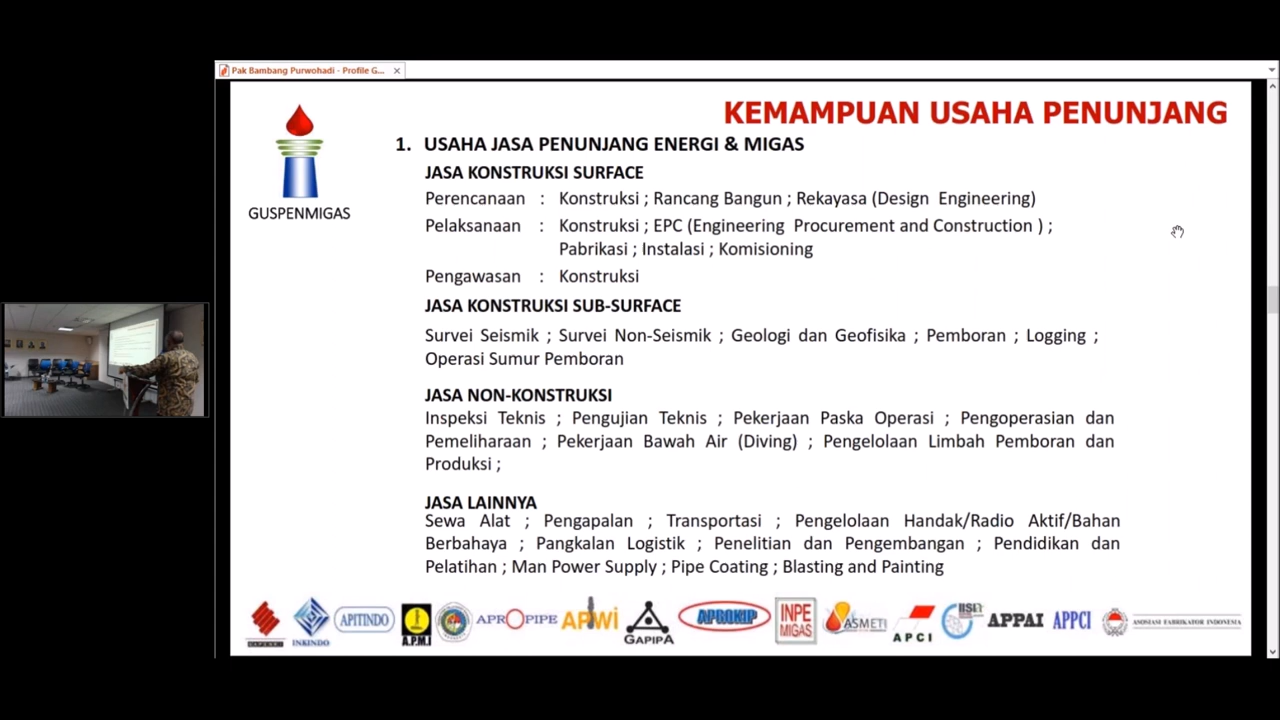 Pak Bambang Purwohadi - Profile G...
KEMAMPUAN USAHA PENUNJANG
GUSPENMIGAS
1. USAHA JASA PENUNJANG ENERGI & MIGAS
JASA KONSTRUKSI SURFACE
Perencanaan : Konstruksi ; Rancang Bangun ; Rekayasa (Design Engineering)
Pelaksanaan : Konstruksi ; EPC (Engineering Procurement and Construction ) ;
Pabrikasi ; Instalasi ; Komisioning
Pengawasan : Konstruksi
JASA KONSTRUKSI SUB-SURFACE
Survei Seismik ; Survei Non-Seismik ; Geologi dan Geofisika ; Pemboran ; Logging ;
Operasi Sumur Pemboran
JASA NON-KONSTRUKSI
Inspeksi Teknis ; Pengujian Teknis ; Pekerjaan Paska Operasi ; Pengoperasian dan
Pemeliharaan ; Pekerjaan Bawah Air (Diving) ; Pengelolaan Limbah Pemboran dan
Produksi ;
JASA LAINNYA
Sewa Alat ; Pengapalan ; Transportasi ; Pengelolaan Handak/Radio Aktif/Bahan
Berbahaya ; Pangkalan Logistik ; Penelitian dan Pengembangan ; Pendidikan dan
Pelatihan ; Man Power Supply ; Pipe Coating ; Blasting and Painting
INKINDO
APITINDO
A.P.M.I
APROPIPE
APWI
GAPIPA
APROKIP
INPE
MIGAS
ASMETI
APCI
APPAI
APPCI
ASOSIASI FABRIKATOR INDONESIA